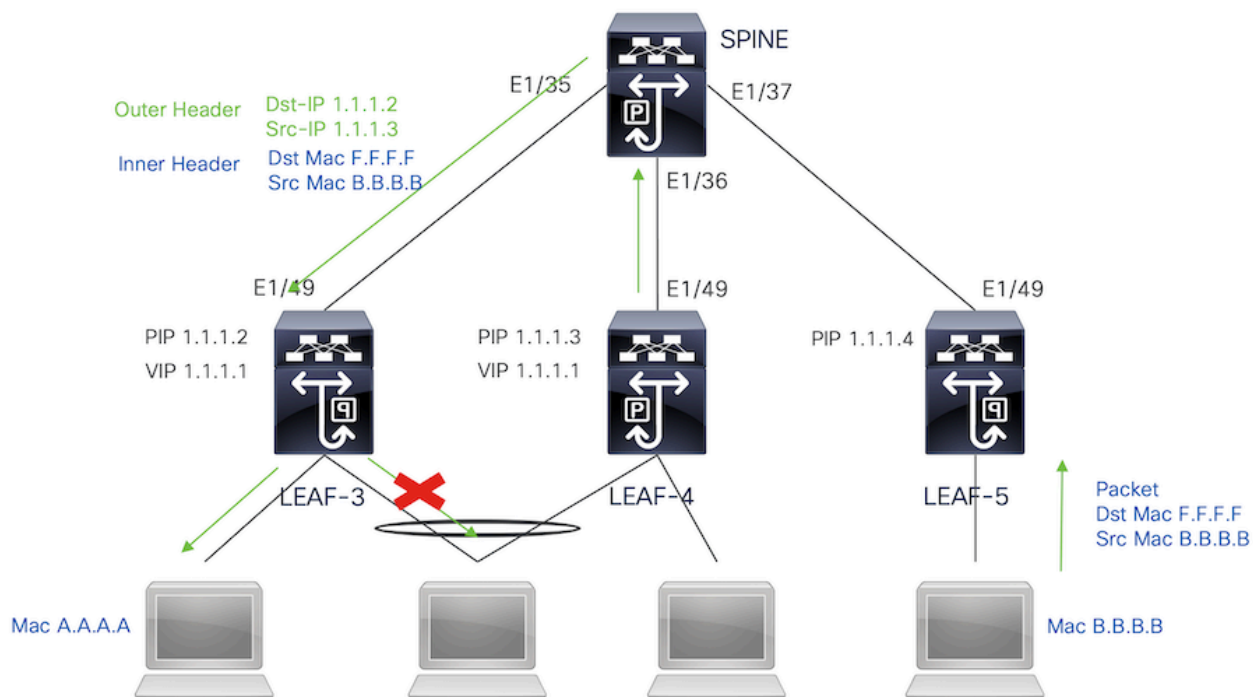 SPINE
E1/35
E1/37
Outer Header
Dst-IP 1.1.1.2
Src-IP 1.1.1.3
Inner Header
Dst Mac F.F.F.F
Src Mac B.B.B.B
P
E1/36
E1/49
E1/49
E1/49
PIP 1.1.1.2
VIP 1.1.1.1
PIP 1.1.1.3
VIP 1.1.1.1
PIP 1.1.1.4
P
P
P
LEAF-3
LEAF-4
LEAF-5
Packet
Dst Mac F.F.F.F
Src Mac B.B.B.B
Mac A.A.A.A
Mac B.B.B.B